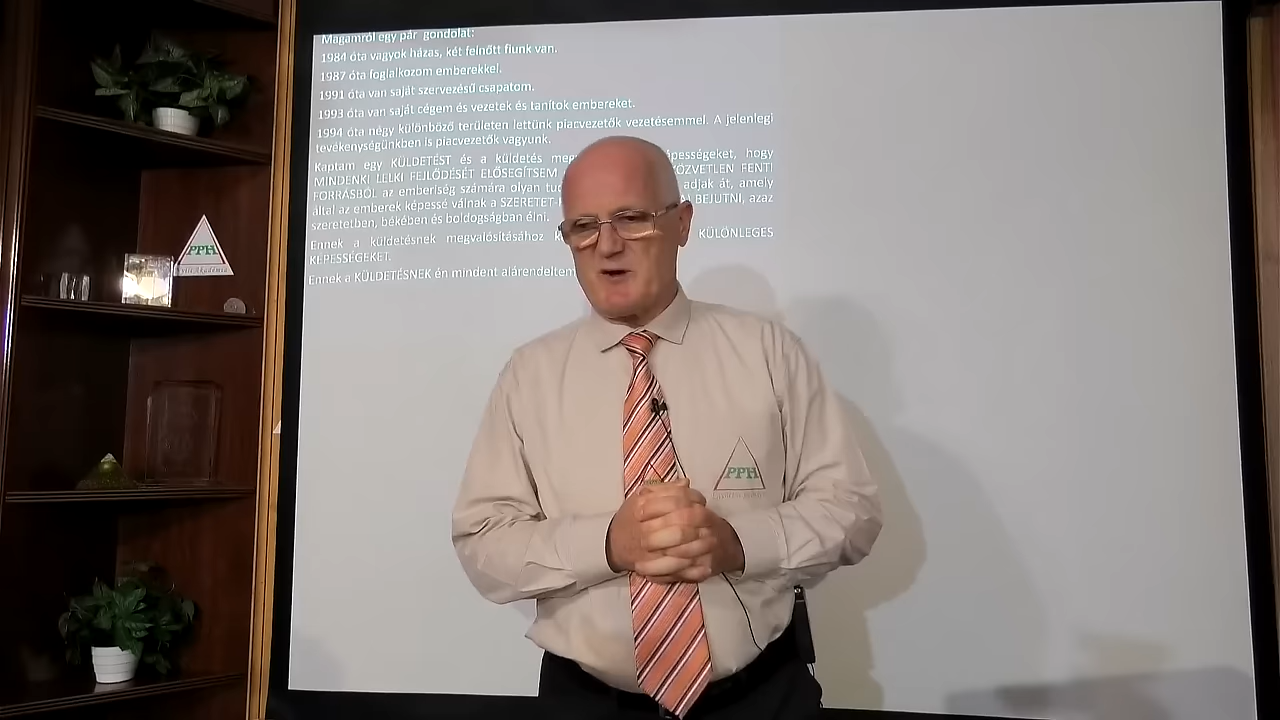 Magamról egy pár gondolat:
1984 óta vagyok házas, két felnőtt fiunk van.
1987 óta foglalkozom emberekkel.
1991 óta van saját szervezésű csapatom.
1993 óta van saját cégem és vezetek és tanítok embereket.
1994 óta négy különböző területen lettünk piacvezetők vezetésemmel. A jelenlegi
tevékenységünkben is piacvezetők vagyunk.
Kaptam egy KÜLDETÉST és a küldetés képességeket, hogy
MINDENKI LELKI FEJLŐDÉSÉT ELŐSEGÍTSEM KÖZVETLEN FENTI
FORRÁSBÓL az emberiség számára olyan adjak át, amely
által az emberek képessé válnak a BEJUTNI, azaz
szeretetben, békében és boldogságban élni.
Ennek a küldetésnek megvalósításához KÜLÖNLEGES
KÉPESSÉGEKET.
Ennek a KÜLDETÉSNEK én mindent alárendeltem
PPH
PPH